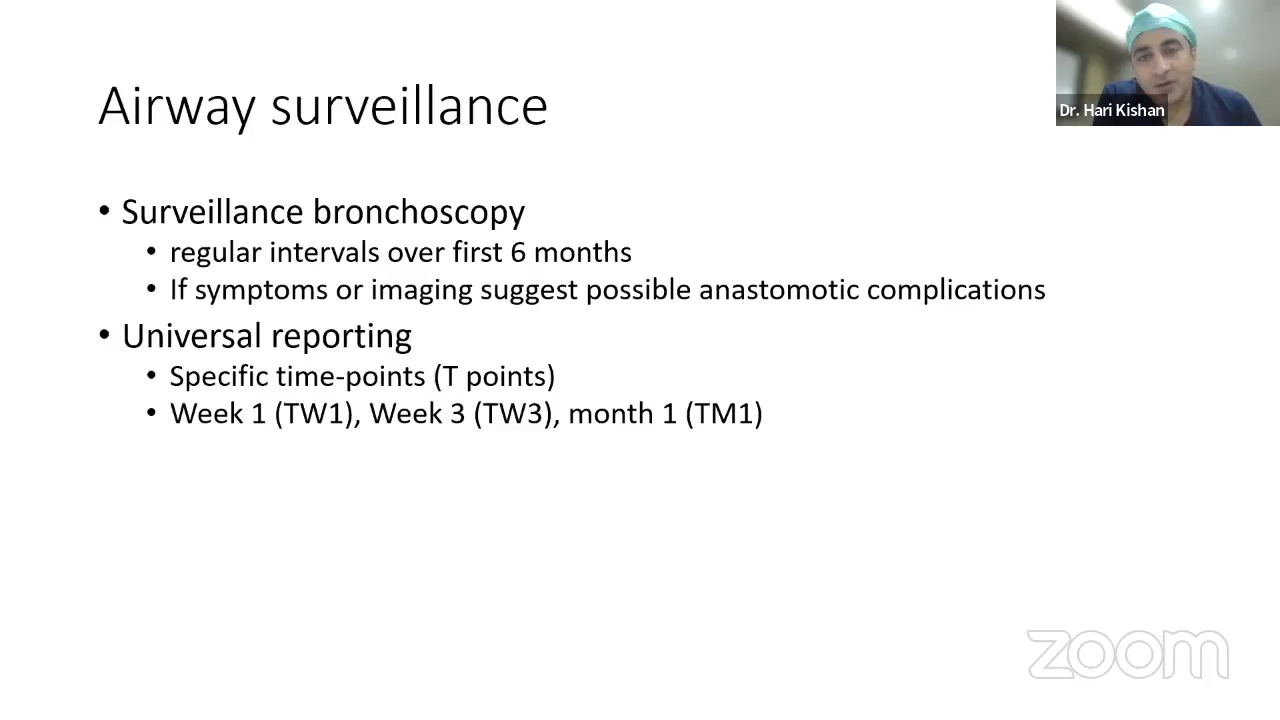 Airway surveillance
Dr. Hari Kishan
• Surveillance bronchoscopy
• regular intervals over first 6 months
• If symptoms or imaging suggest possible anastomotic complications
• Universal reporting
• Specific time-points (T points)
• Week 1 (TW1), Week 3 (TW3), month 1 (TM1)
zoom